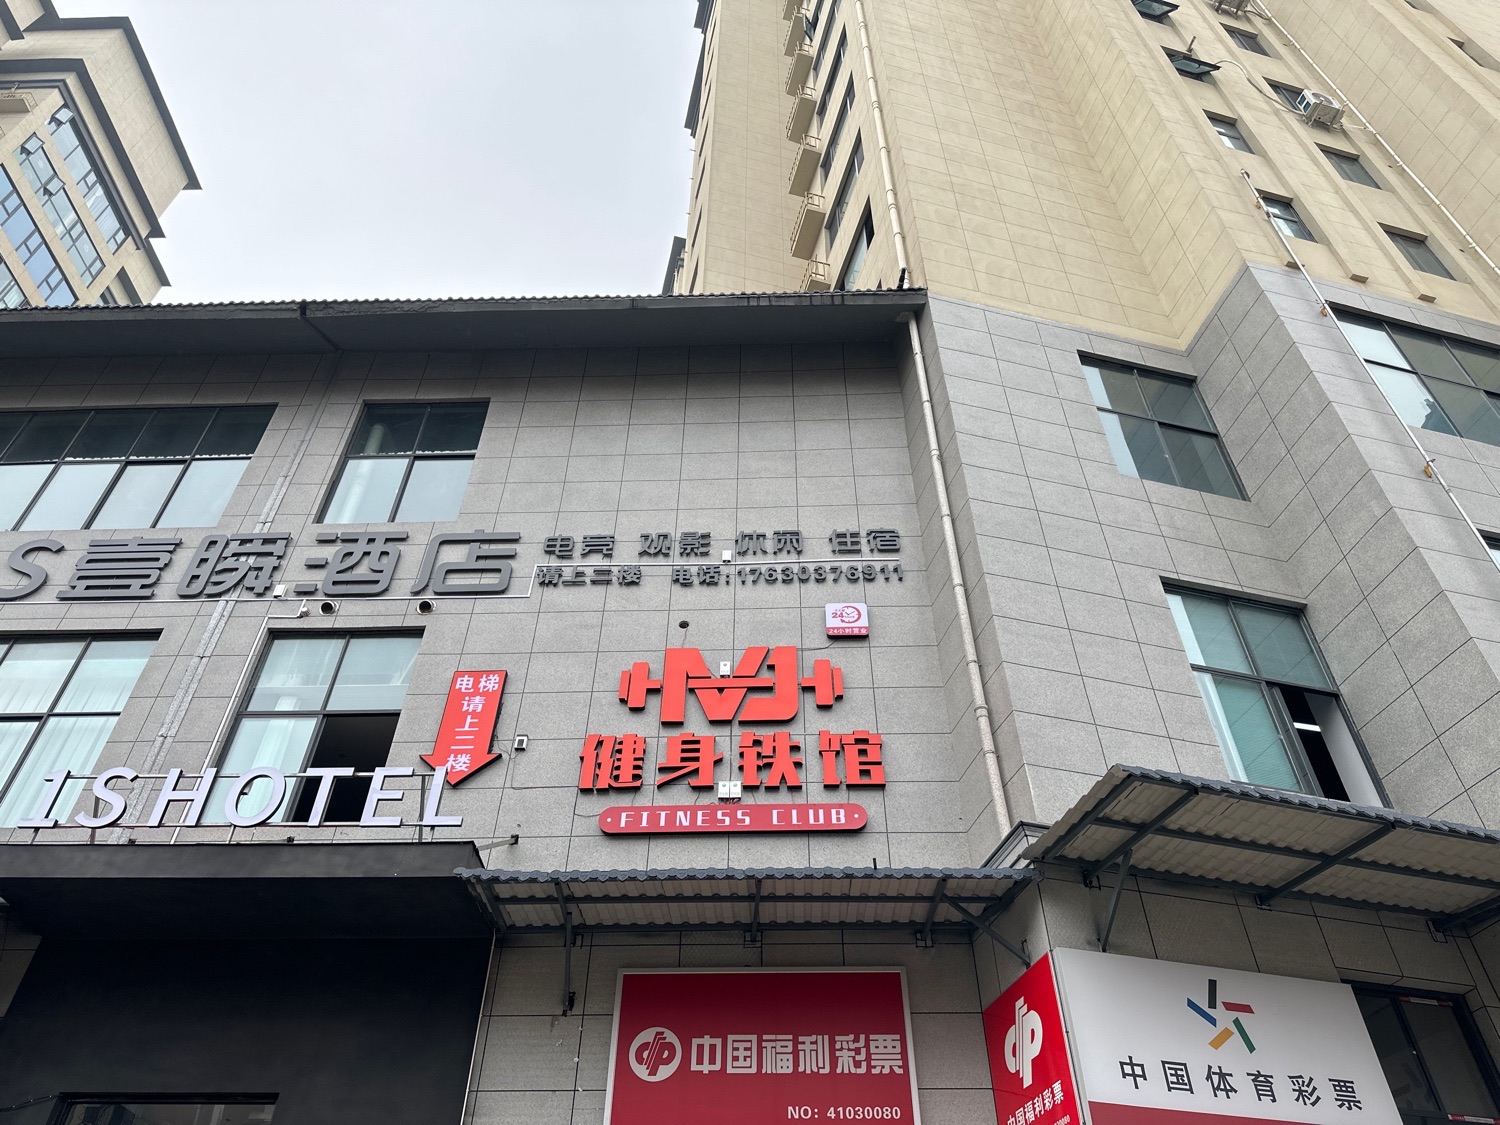 S壹瞬酒店
电竞 观影 休闲 住宿
请上二楼 电话:17630376911
24
24小时营业
电梯
请上二楼
健身铁馆
·FITNESS CLUB·
1SHOTEL
中国福利彩票
NO: 41030080
中国福利彩票
中国体育彩票